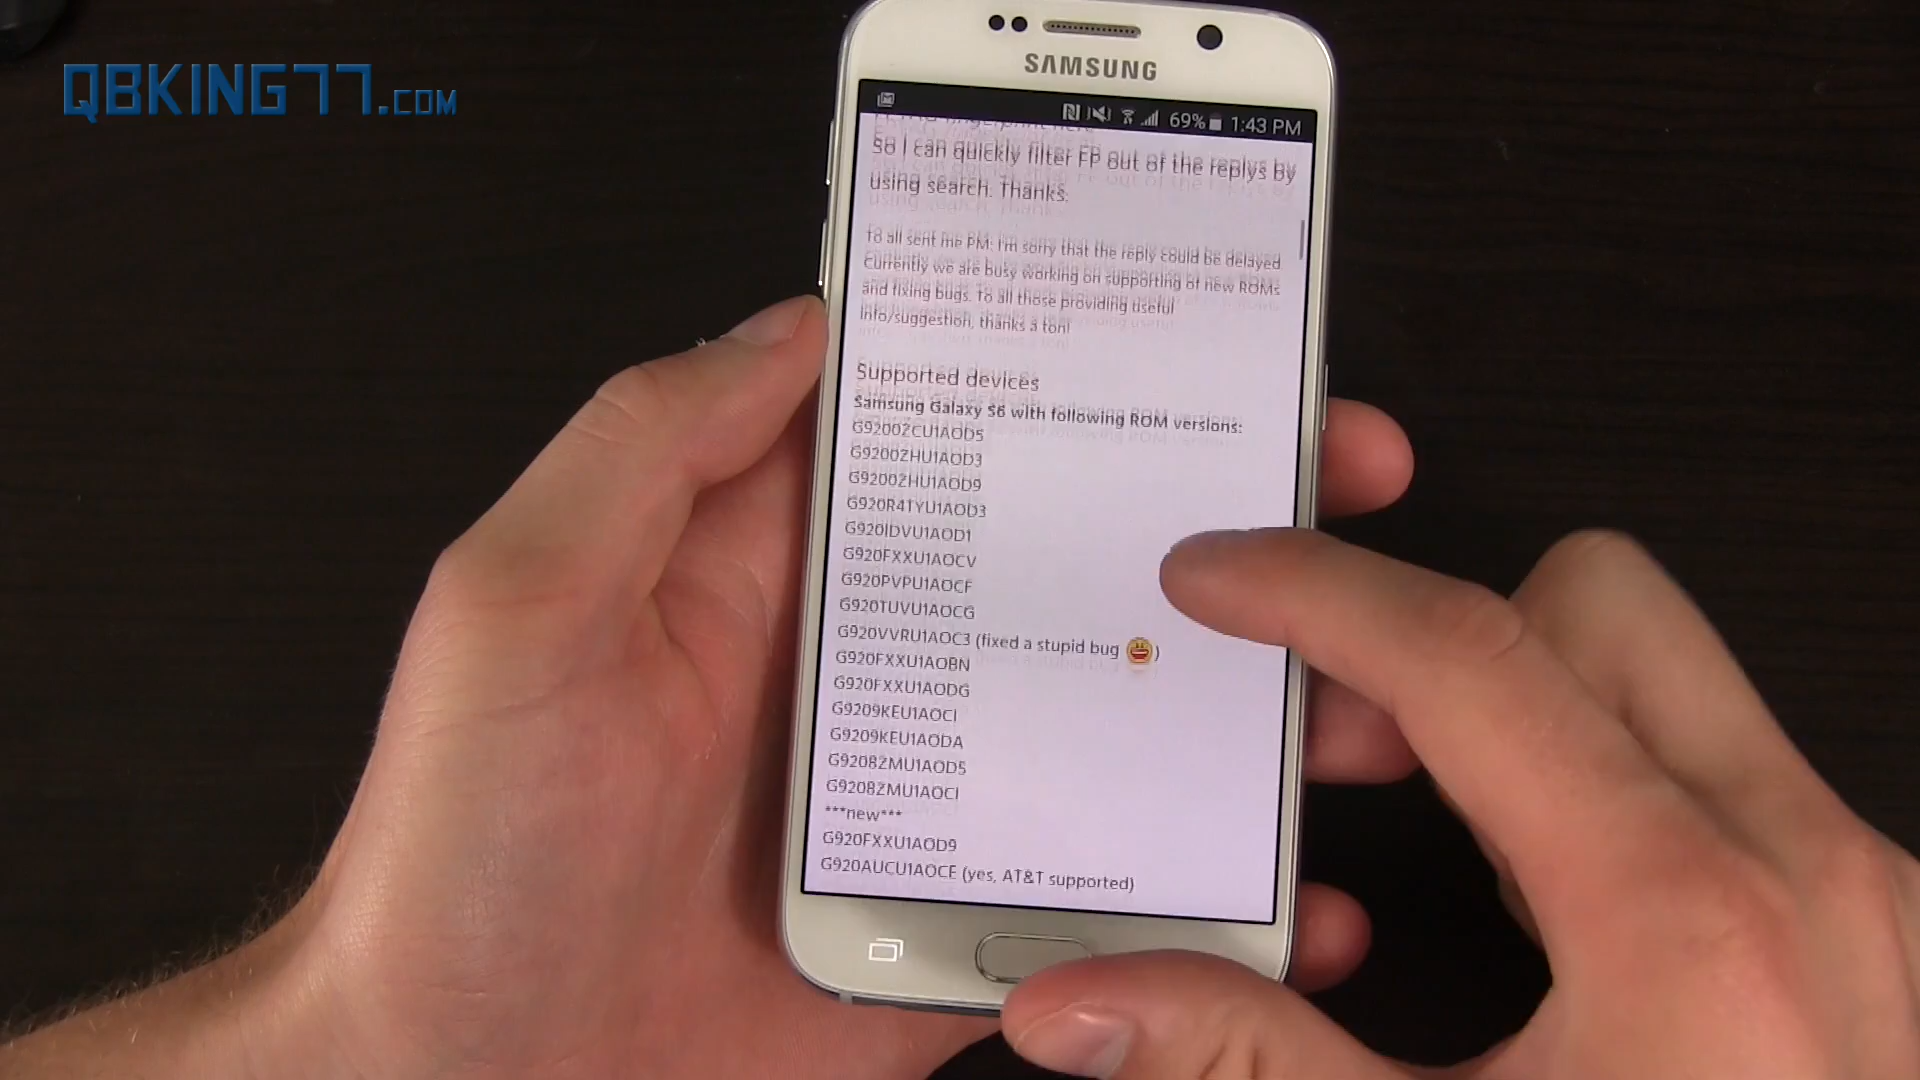 QBKING77.COM
SAMSUNG
69% 1:43 PM
So I can quickly filter FP out of the replys by
using search. Thanks.
To all sent me PM: I'm sorry that the reply could be delayed.
Currently we are busy working on supporting of new ROMs
and fixing bugs. To all those providing useful
info/suggestion, thanks a ton!
Supported devices
Samsung Galaxy S6 with following ROM versions:
G9200ZCU1AOD5
G9200ZHU1AOD3
G9200ZHU1AOD9
G920R4TYU1AOD3
G920IDVU1AOD1
G920FXXU1AOCV
G920PVPU1AOCF
G920TUVU1AOCG
G920VVRU1AOC3 (fixed a stupid bug )
G920FXXU1AOBN
G920FXXU1AODG
G9209KEU1AOCI
G9209KEU1AODA
G9208ZMU1AOD5
G9208ZMU1AOCI
***new***
G920FXXU1AOD9
G920AUCU1AOCE (yes, AT&T supported)